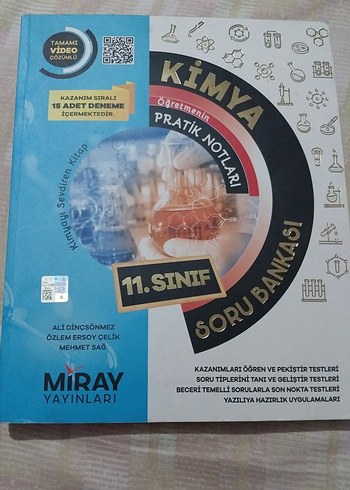 TAMAMI
VİDEO
ÇÖZÜMLÜ
KAZANIM SIRALI
15 ADET DENEME
İÇERMEKTEDİR.
KİMYA
Öğretmenin
PRATİK NOTLARI
Kimyayı Sevdiren Kitap
11. SINIF
SORU BANKASI
ALİ DİNÇSÖNMEZ
ÖZLEM ERSOY ÇELİK
MEHMET SAĞ
MİRAY
YAYINLARI
KAZANIMLARI ÖĞREN VE PEKİŞTİR TESTLERİ
SORU TİPLERİNİ TANI VE GELİŞTİR TESTLERİ
BECERİ TEMELLİ SORULARLA SON NOKTA TESTLERİ
YAZILIYA HAZIRLIK UYGULAMALARI